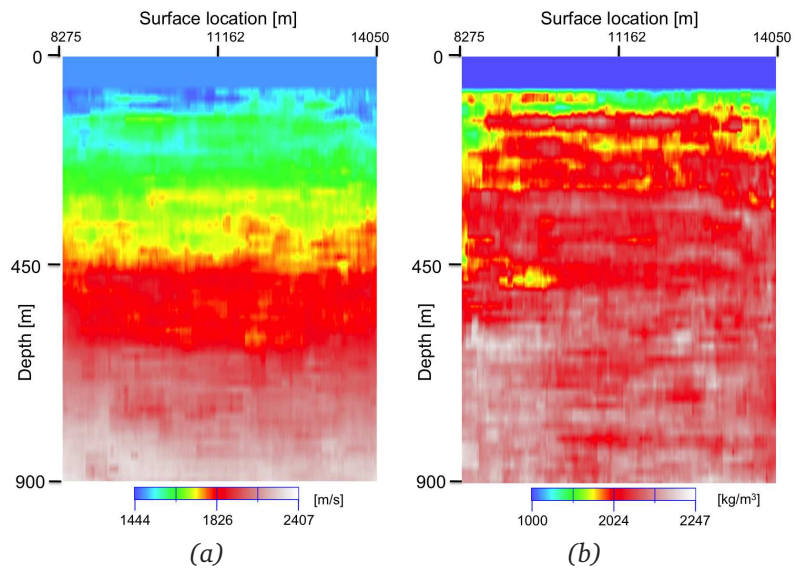 Surface location [m]
8275 11162 14050
0
450
Depth [m]
900
1444 1826 2407 [m/s]
(a)
Surface location [m]
8275 11162 14050
0
450
Depth [m]
900
1000 2024 2247 [kg/m³]
(b)